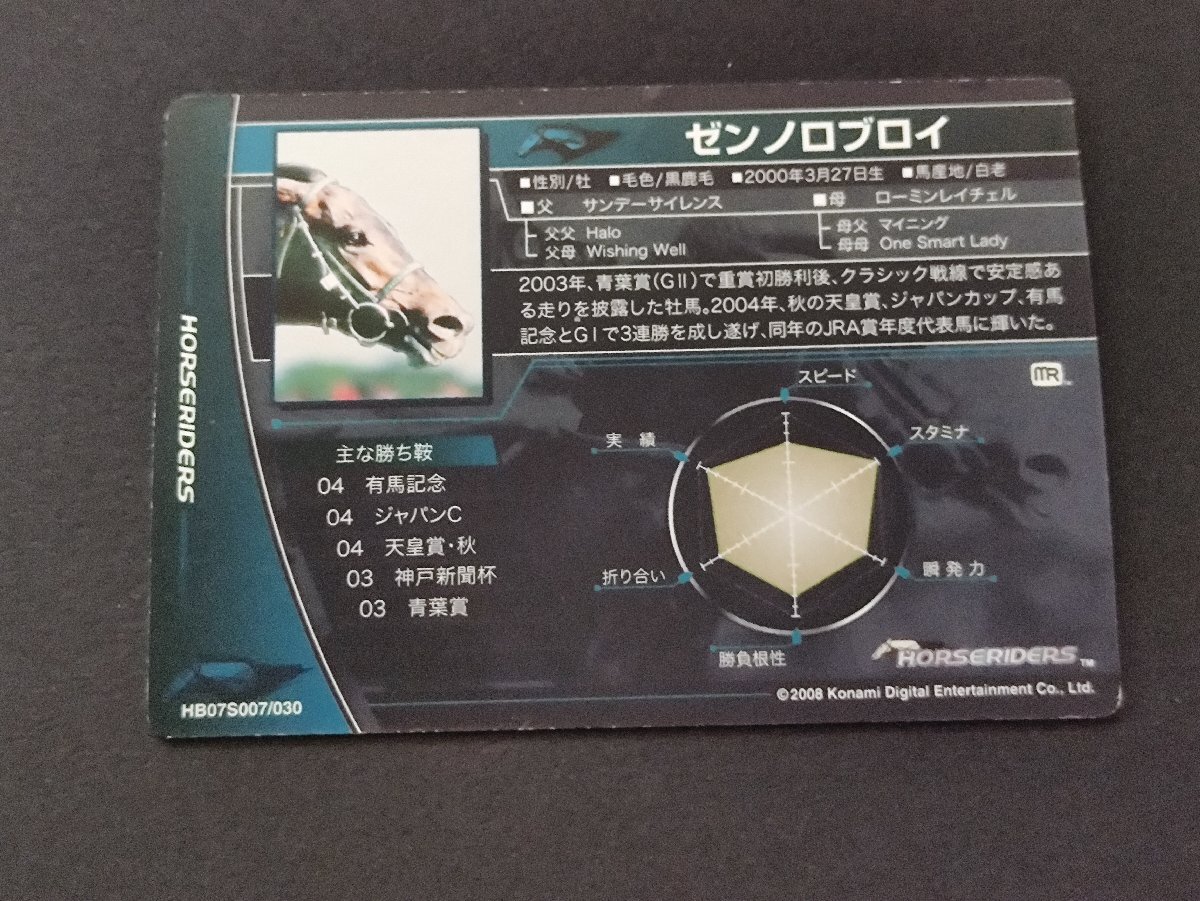 ゼンノロブロイ
■性別/牡 ■毛色/黒鹿毛 ■2000年3月27日生 ■馬産地/白老
■父 サンデーサイレンス ■母 ローミンレイチェル
父父 Halo 母父 マイニング
父母 Wishing Well 母母 One Smart Lady
2003年、青葉賞(GⅡ)で重賞初勝利後、クラシック戦線で安定感あ
る走りを披露した牡馬。2004年、秋の天皇賞、ジャパンカップ、有馬
記念とGⅠで3連勝を成し遂げ、同年のJRA賞年度代表馬に輝いた。
HORSERIDERS
主な勝ち鞍
04 有馬記念
04 ジャパンC
04 天皇賞・秋
03 神戸新聞杯
03 青葉賞
MR
スピード
スタミナ
瞬発力
勝負根性
折り合い
実績
HORSERIDERS™
HB07S007/030
©2008 Konami Digital Entertainment Co., Ltd.